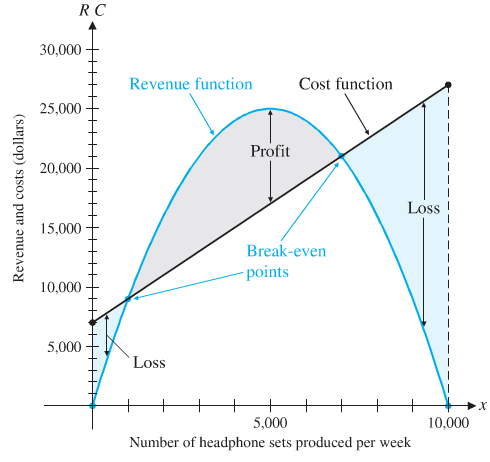 R C
30,000
Revenue function
Cost function
25,000
Profit
20,000
Loss
15,000
Break-even
points
10,000
5,000
Loss
x
5,000
10,000
Number of headphone sets produced per week
Revenue and costs (dollars)